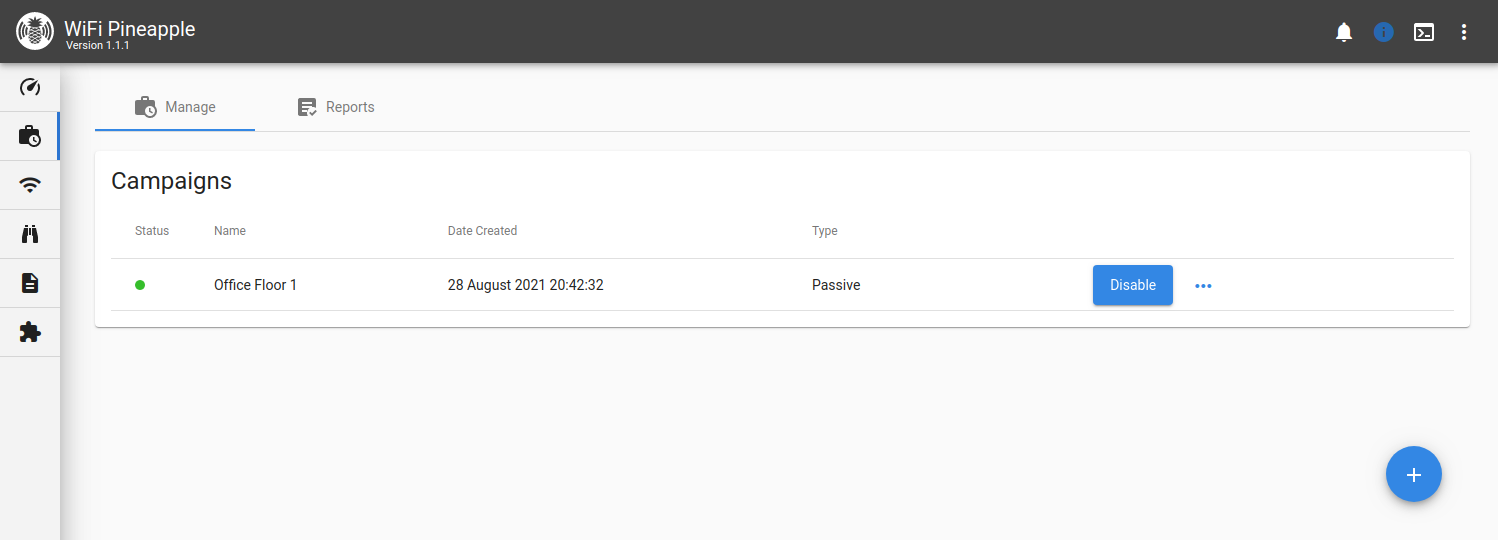 WiFi Pineapple
Version 1.1.1
Manage
Reports
Campaigns
Status Name Date Created Type
Office Floor 1 28 August 2021 20:42:32 Passive Disable